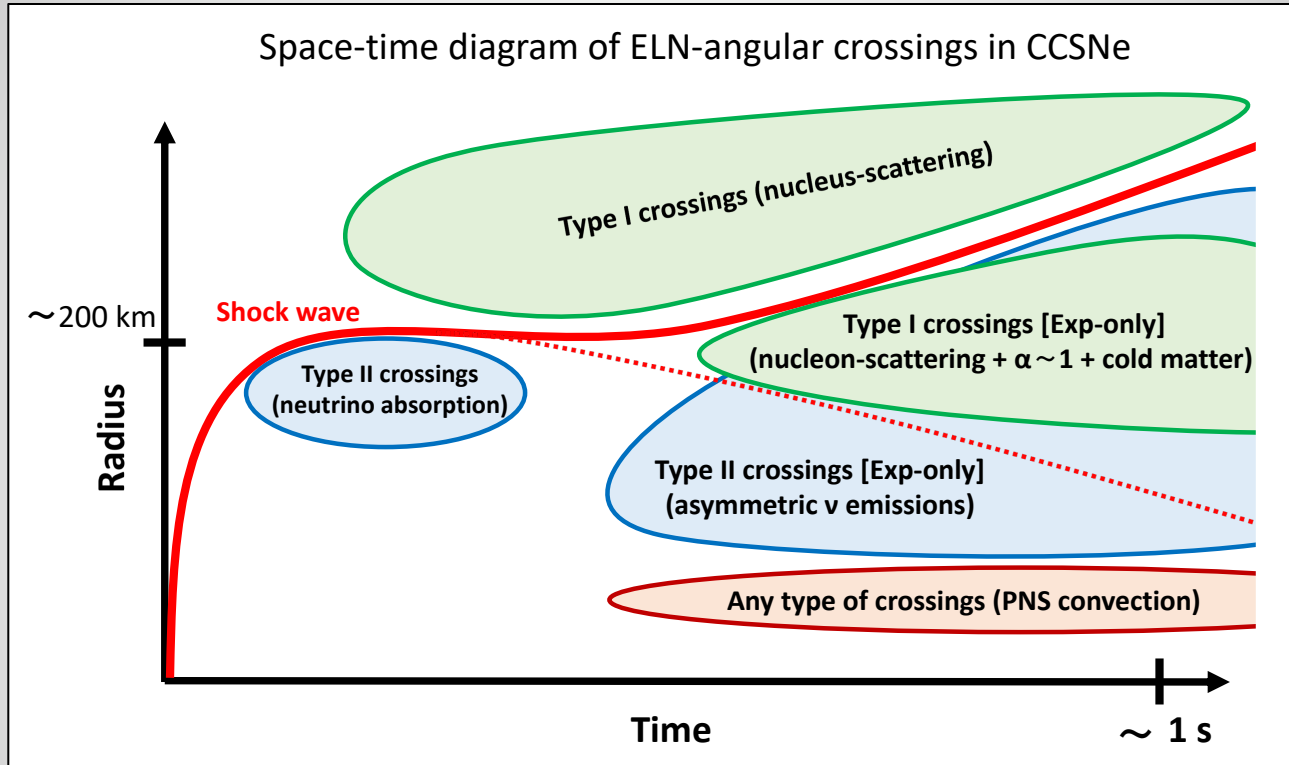 Space-time diagram of ELN-angular crossings in CCSNe
Type I crossings (nucleus-scattering)
~200 km
Shock wave
Type II crossings
(neutrino absorption)
Type I crossings [Exp-only]
(nucleon-scattering + α~1 + cold matter)
Radius
Type II crossings [Exp-only]
(asymmetric ν emissions)
Any type of crossings (PNS convection)
Time
~ 1 s